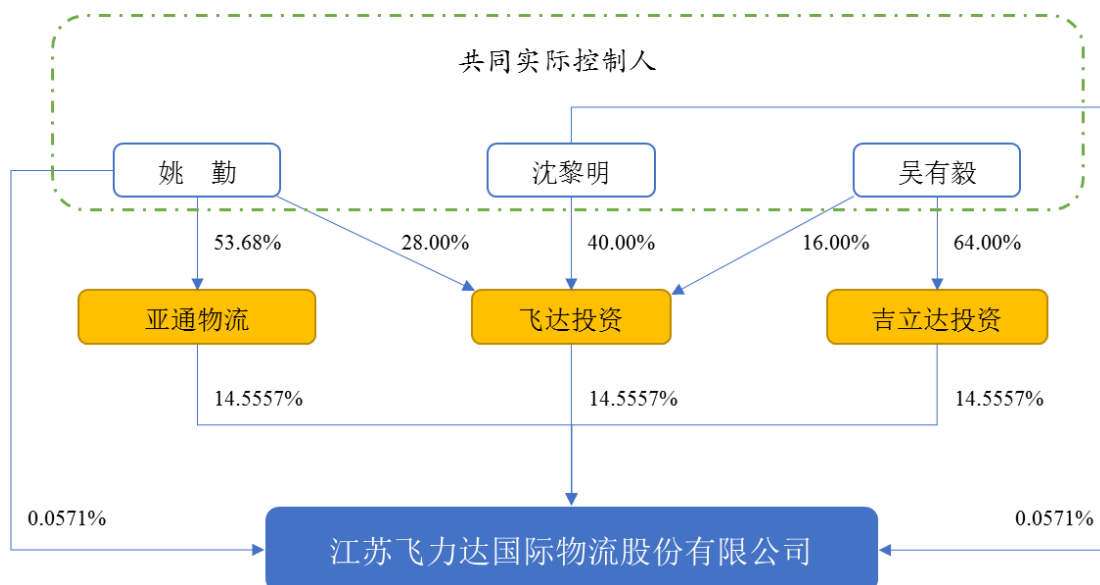 共同实际控制人
姚 勤
沈黎明
吴有毅
53.68%
28.00%
40.00%
16.00%
64.00%
亚通物流
飞达投资
吉立达投资
14.5557%
14.5557%
14.5557%
0.0571%
0.0571%
江苏飞力达国际物流股份有限公司